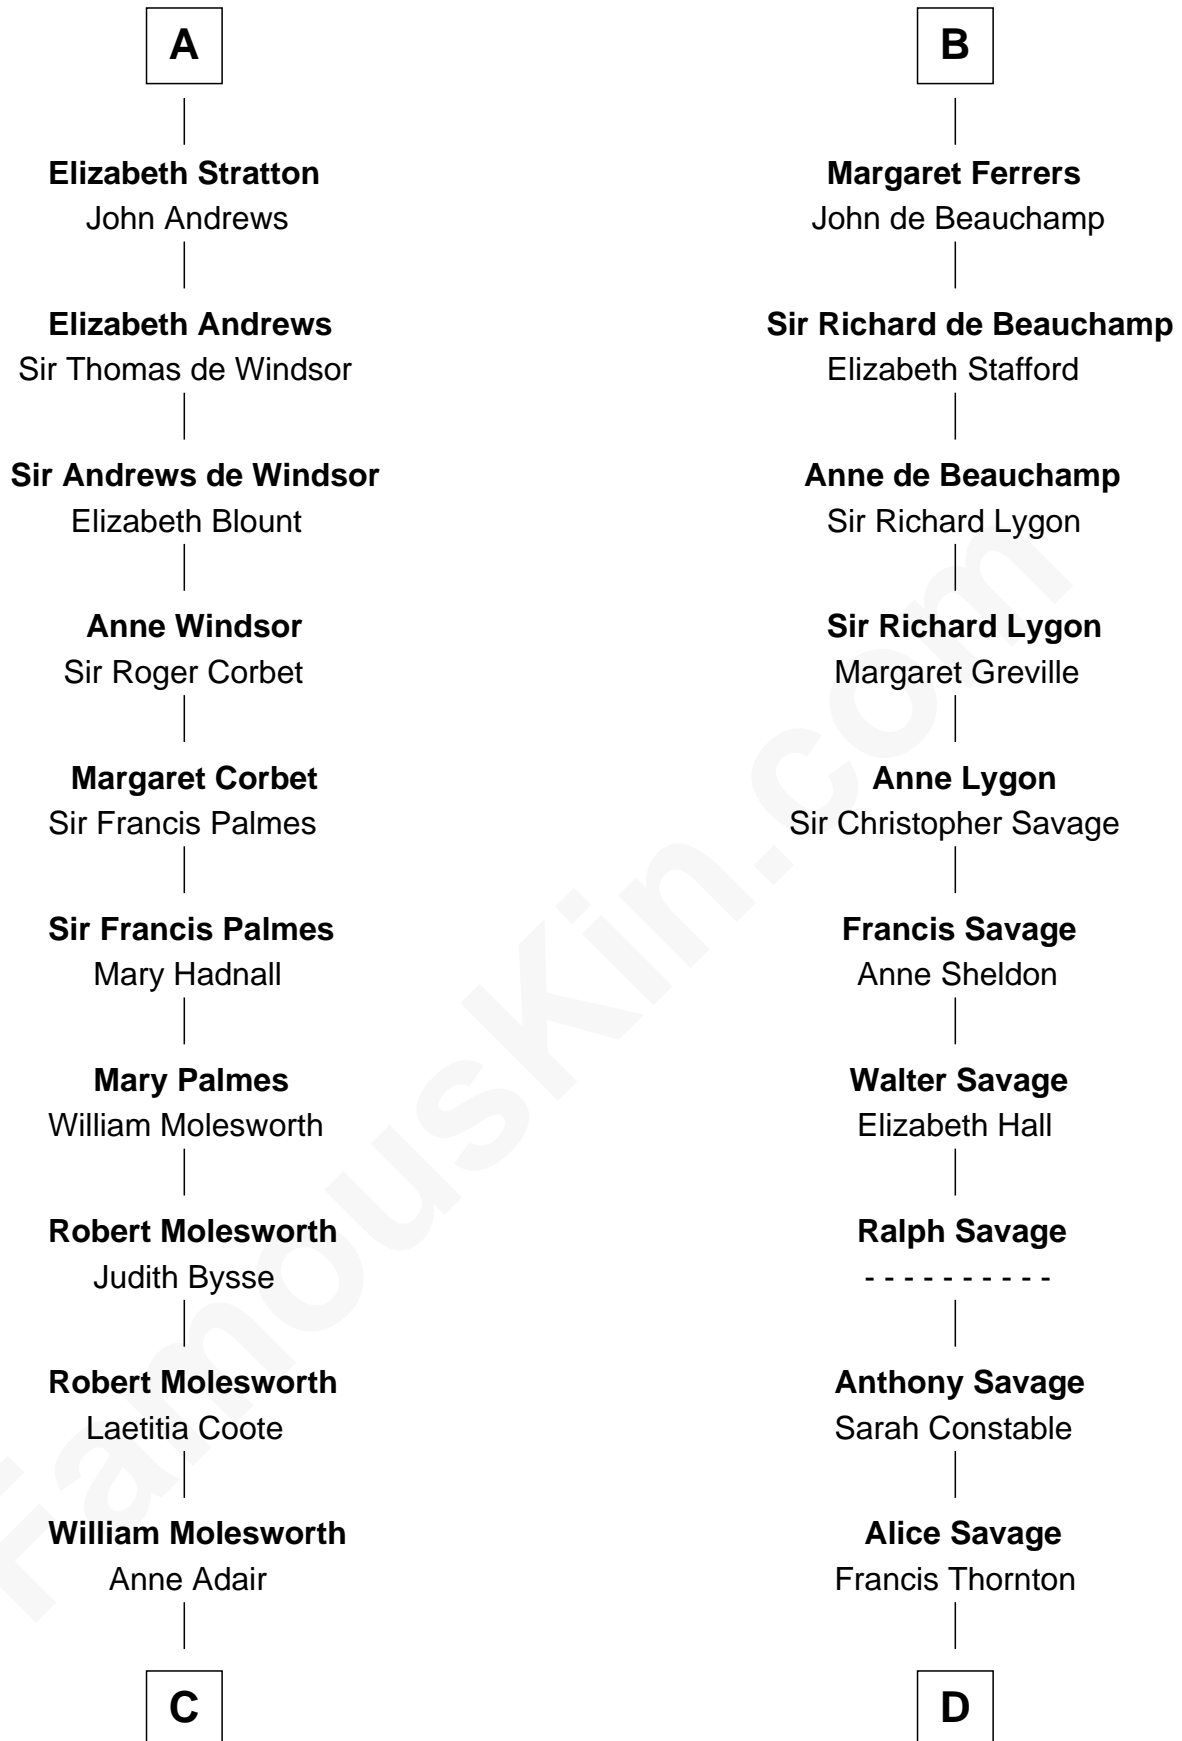 A
Elizabeth Stratton
John Andrews
Elizabeth Andrews
Sir Thomas de Windsor
Sir Andrews de Windsor
Elizabeth Blount
Anne Windsor
Sir Roger Corbet
Margaret Corbet
Sir Francis Palmes
Sir Francis Palmes
Mary Hadnall
Mary Palmes
William Molesworth
Robert Molesworth
Judith Bysse
Robert Molesworth
Laetitia Coote
William Molesworth
Anne Adair
C
B
Margaret Ferrers
John de Beauchamp
Sir Richard de Beauchamp
Elizabeth Stafford
Anne de Beauchamp
Sir Richard Lygon
Sir Richard Lygon
Margaret Greville
Anne Lygon
Sir Christopher Savage
Francis Savage
Anne Sheldon
Walter Savage
Elizabeth Hall
Ralph Savage
- - - - - - - - - -
Anthony Savage
Sarah Constable
Alice Savage
Francis Thornton
D
FamousKin.com